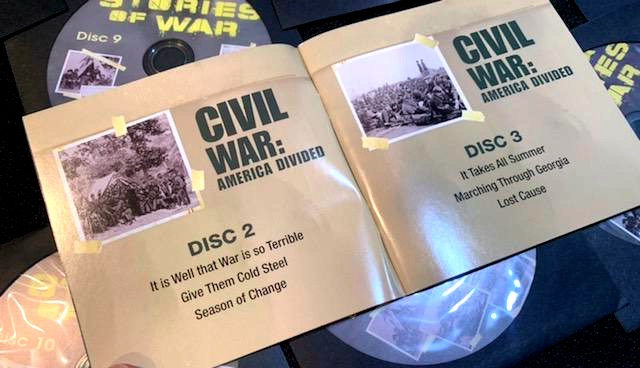 STORIES
OF WAR
Disc 9
CIVIL
WAR:
AMERICA DIVIDED
DISC 2
It is Well that War is so Terrible
Give Them Cold Steel
Season of Change
CIVIL
WAR:
AMERICA DIVIDED
DISC 3
It Takes All Summer
Marching Through Georgia
Lost Cause
DISC 10